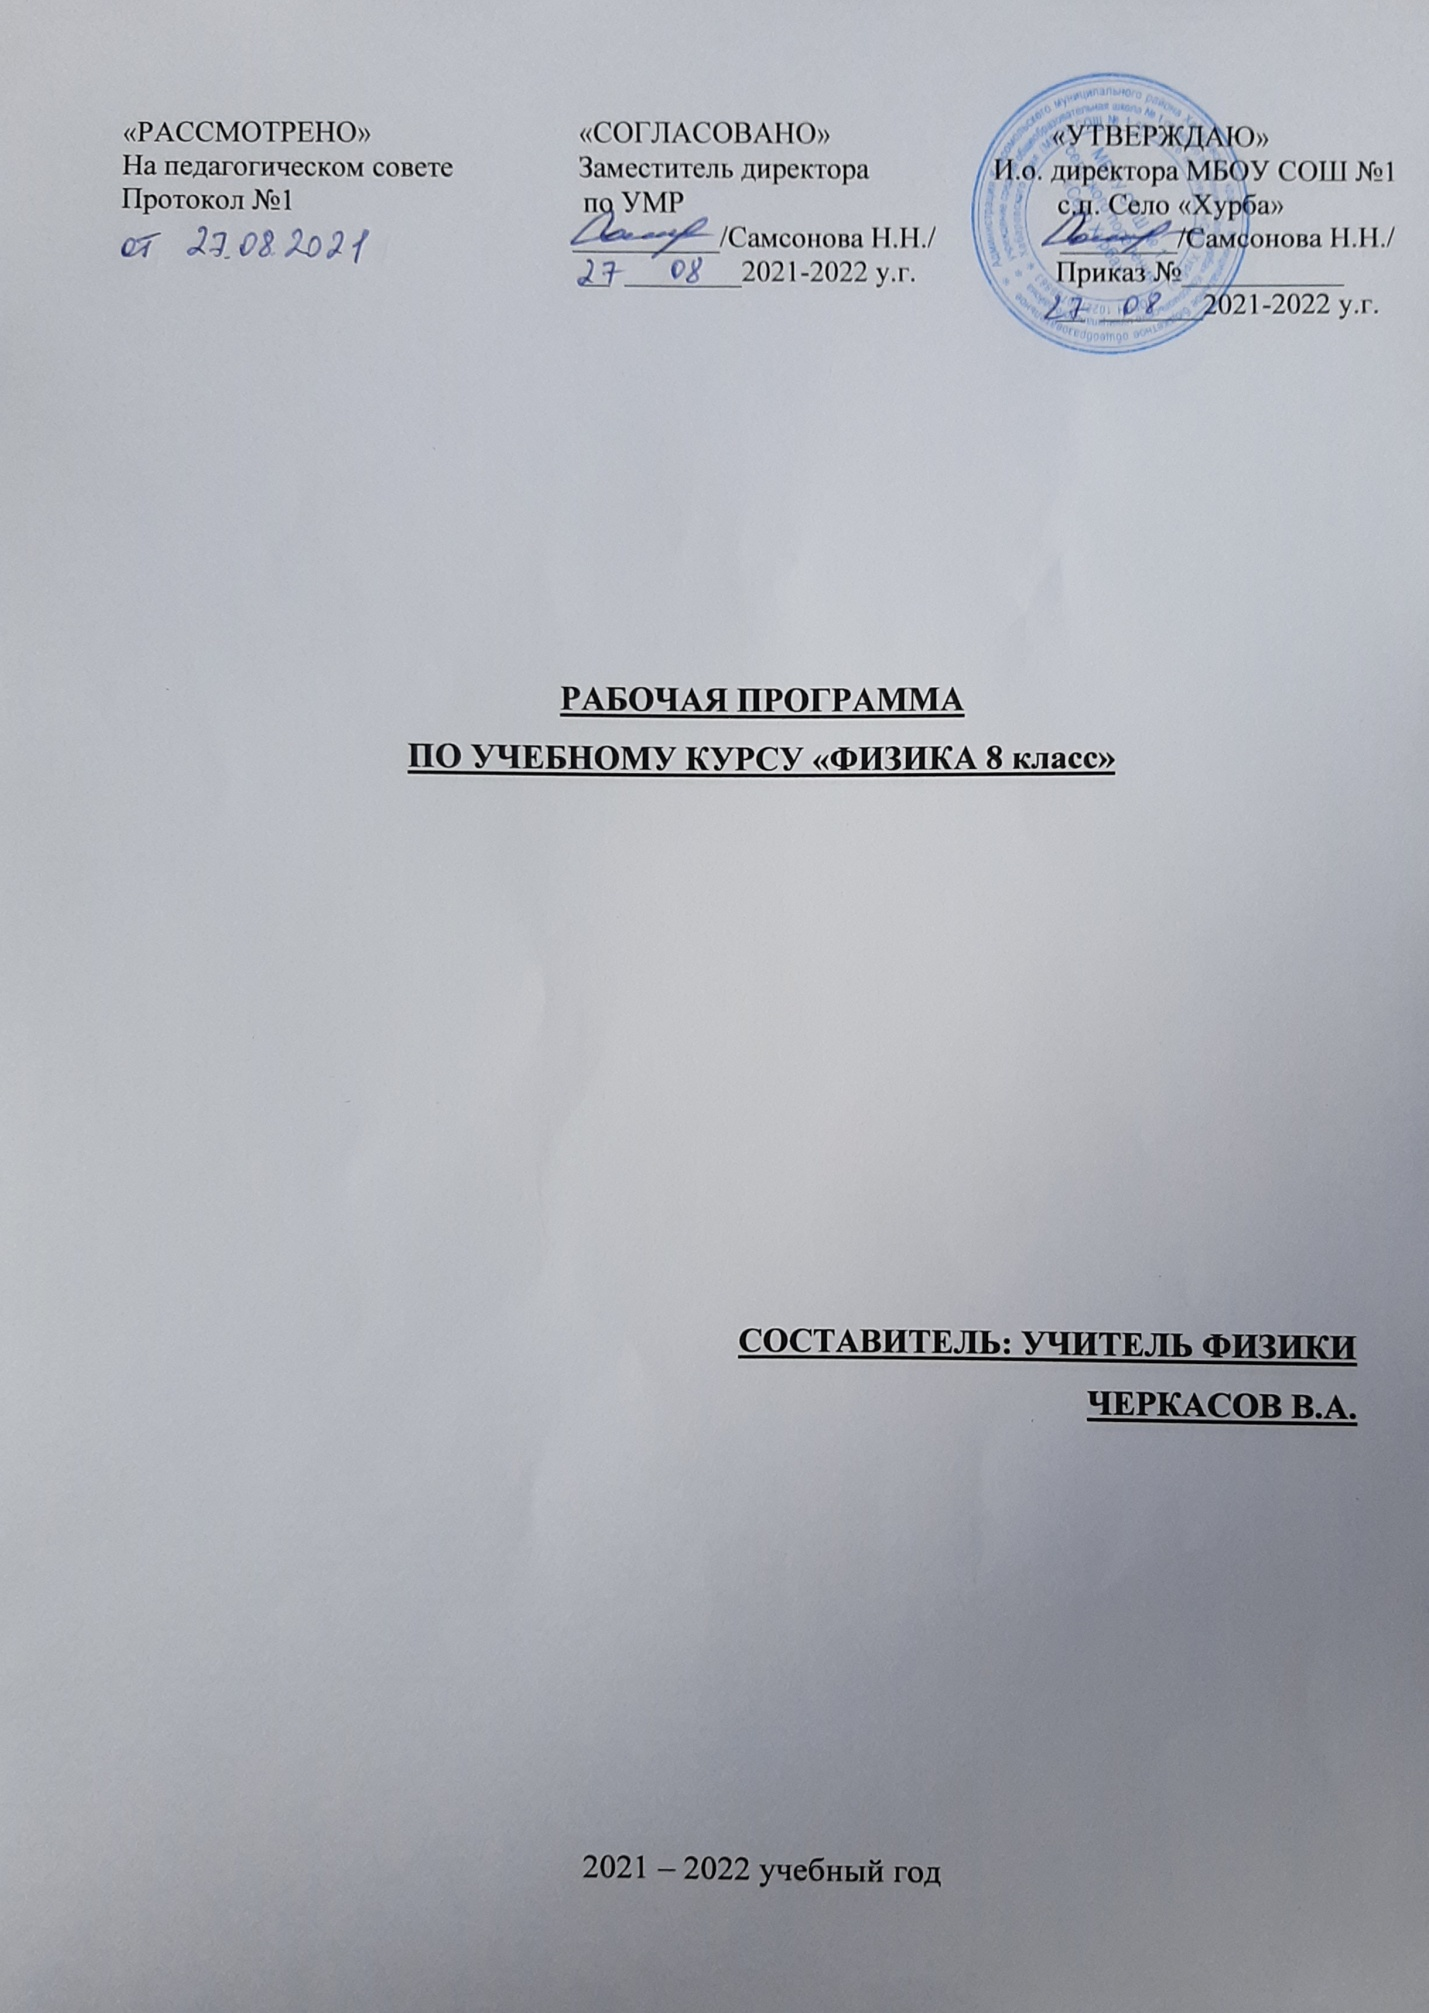 «РАССМОТРЕНО»
На педагогическом совете
Протокол №1
от 27.08.2021
«СОГЛАСОВАНО»
Заместитель директора
по УМР
/Самсонова Н.Н./
27 08 2021-2022 у.г.
«УТВЕРЖДАЮ»
И.о. директора МБОУ СОШ №1
с.п. Село «Хурба»
/Самсонова Н.Н./
Приказ №
27 08 2021-2022 у.г.
РАБОЧАЯ ПРОГРАММА
ПО УЧЕБНОМУ КУРСУ «ФИЗИКА 8 класс»
СОСТАВИТЕЛЬ: УЧИТЕЛЬ ФИЗИКИ
ЧЕРКАСОВ В.А.
2021 – 2022 учебный год